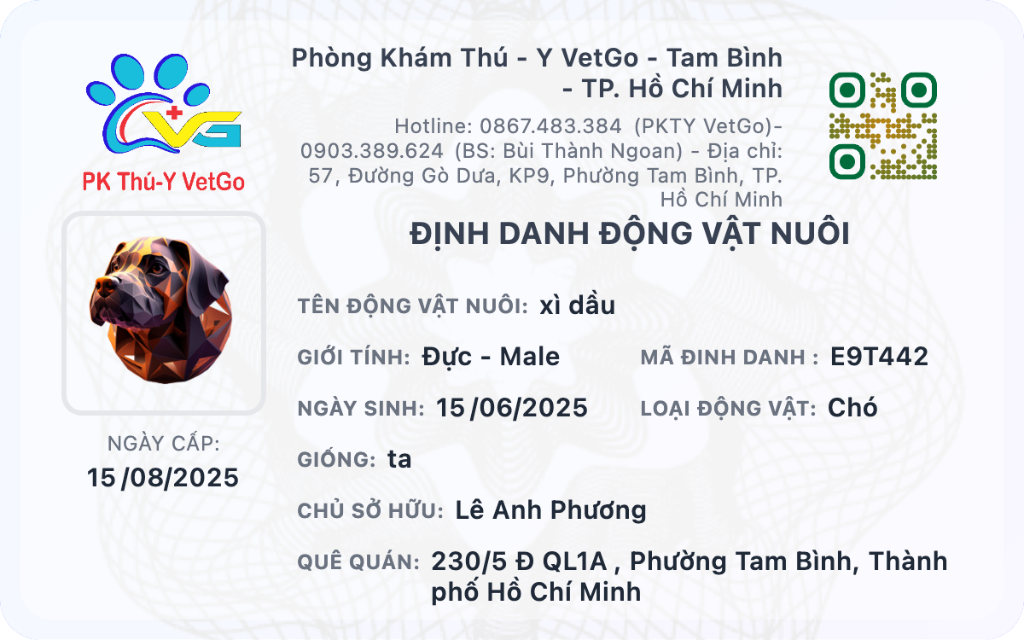 Phòng Khám Thú - Y VetGo - Tam Bình
- TP. Hồ Chí Minh
Hotline: 0867.483.384 (PKTY VetGo)-
0903.389.624 (BS: Bùi Thành Ngoan) - Địa chỉ:
57, Đường Gò Dưa, KP9, Phường Tam Bình, TP.
Hồ Chí Minh
VG
PK Thú-Y VetGo
ĐỊNH DANH ĐỘNG VẬT NUÔI
TÊN ĐỘNG VẬT NUÔI: xì dầu
GIỚI TÍNH: Đực - Male MÃ ĐINH DANH : E9T442
NGÀY SINH: 15/06/2025 LOẠI ĐỘNG VẬT: Chó
GIỐNG: ta
CHỦ SỞ HỮU: Lê Anh Phương
QUÊ QUÁN: 230/5 Đ QL1A , Phường Tam Bình, Thành
phố Hồ Chí Minh
NGÀY CẤP:
15/08/2025